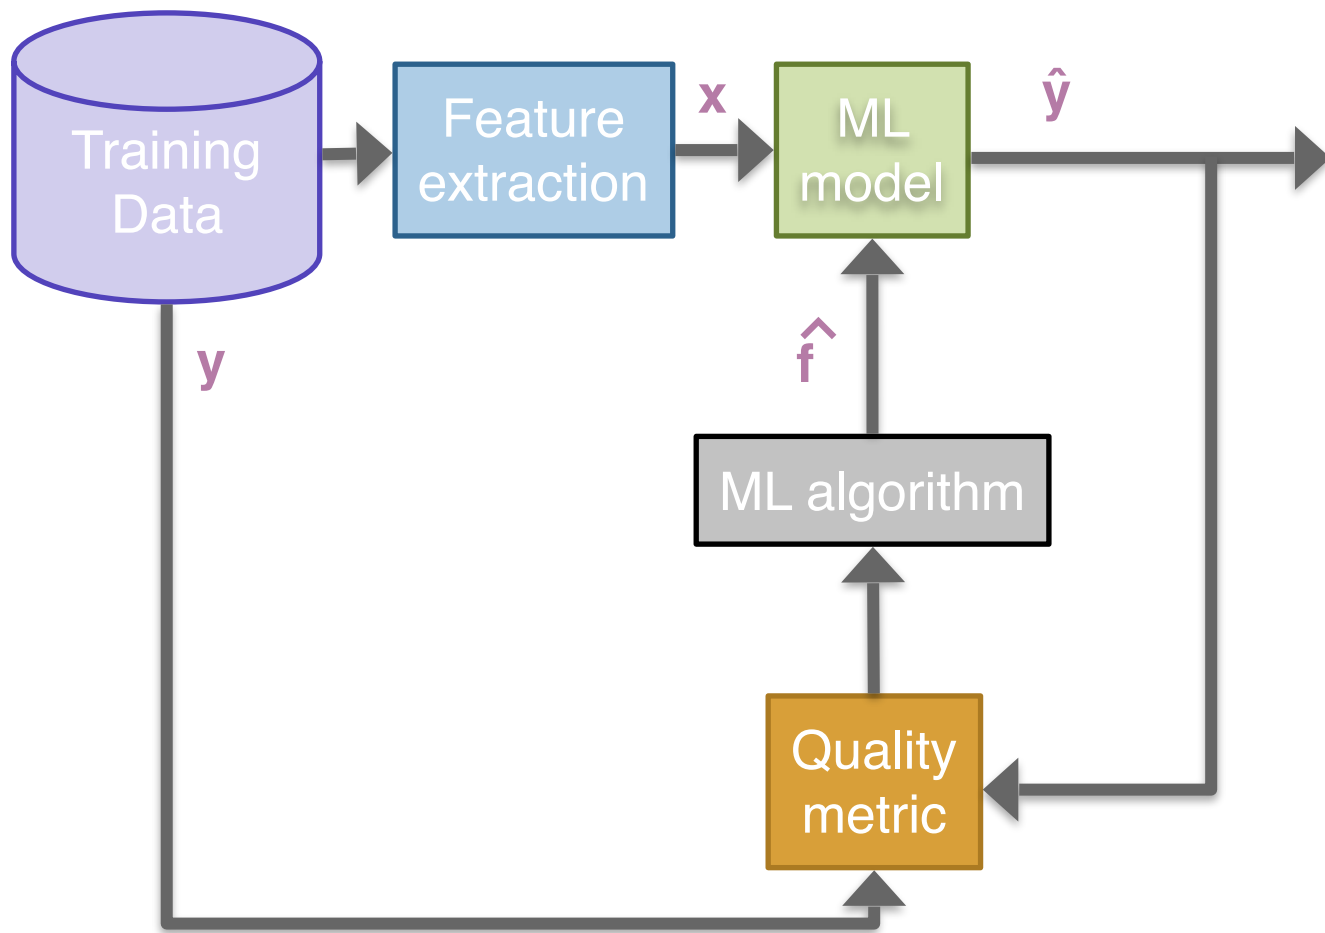 Training
Data
Feature
extraction
x
ML
model
ŷ
y
f̂
ML algorithm
Quality
metric